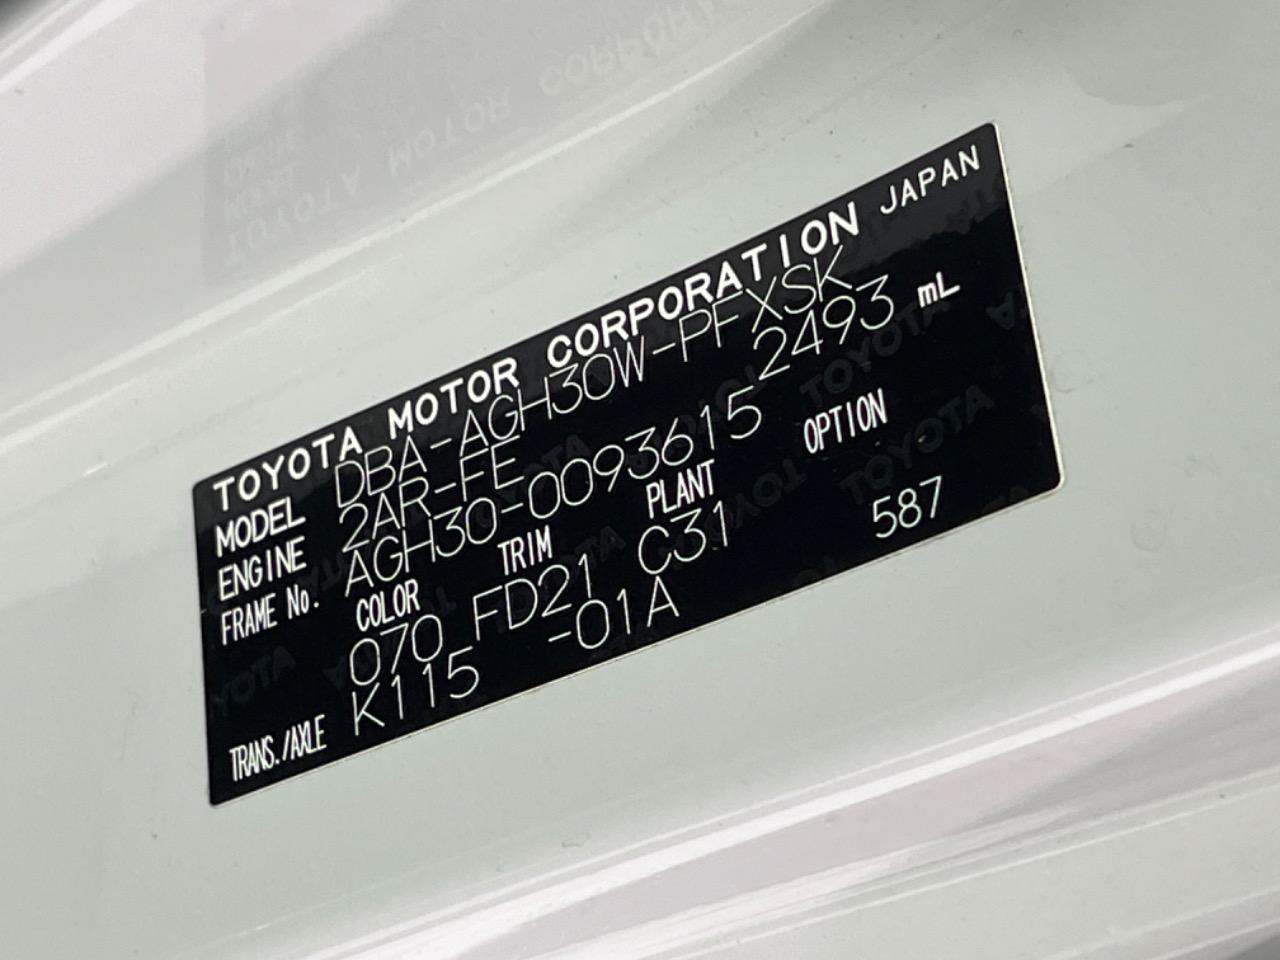 TOYOTA MOTOR CORPORATION JAPAN
MODEL DBA-AGH30W-PFXSK
ENGINE 2AR-FE 2493 mL
FRAME No. AGH30-0093615
COLOR TRIM PLANT OPTION
070 FD21 C31 587
TRANS./AXLE K115 -01A